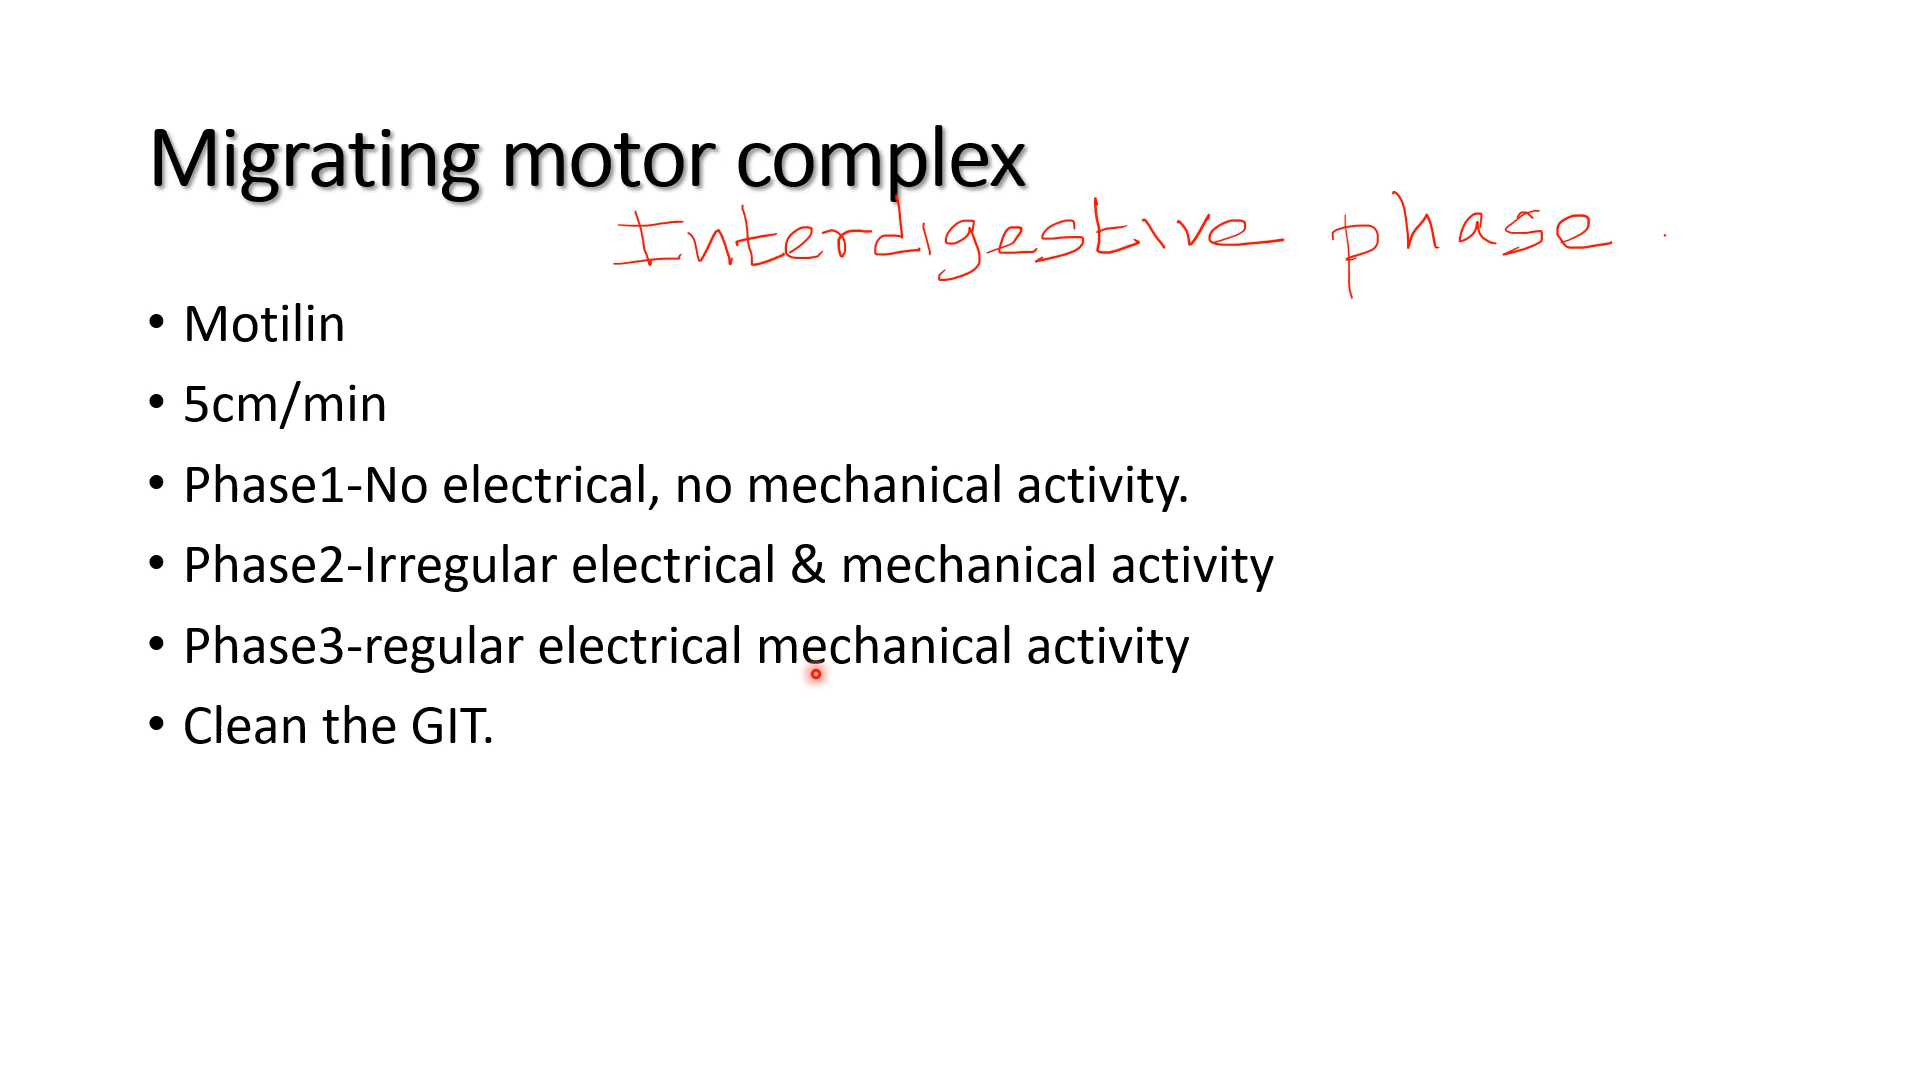 Migrating motor complex
Interdigestive phase.
• Motilin
• 5cm/min
• Phase1-No electrical, no mechanical activity.
• Phase2-Irregular electrical & mechanical activity
• Phase3-regular electrical mechanical activity
• Clean the GIT.